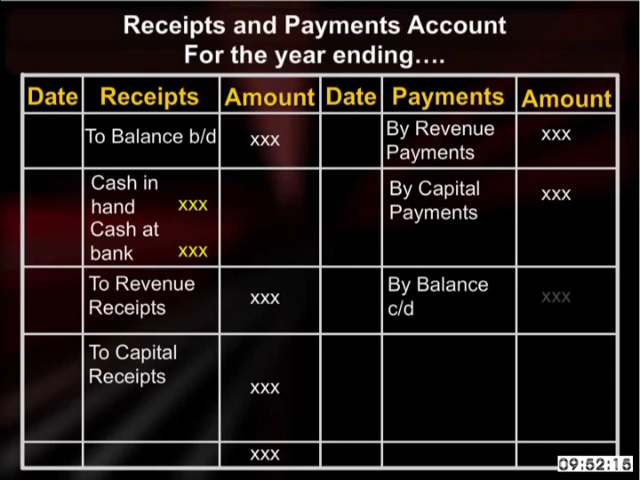 Receipts and Payments Account
For the year ending....
Date Receipts Amount Date Payments Amount
To Balance b/d xxx By Revenue Payments xxx
Cash in hand xxx
Cash at bank xxx
By Capital Payments xxx
To Revenue Receipts xxx By Balance c/d xxx
To Capital Receipts xxx
xxx
09:52:15